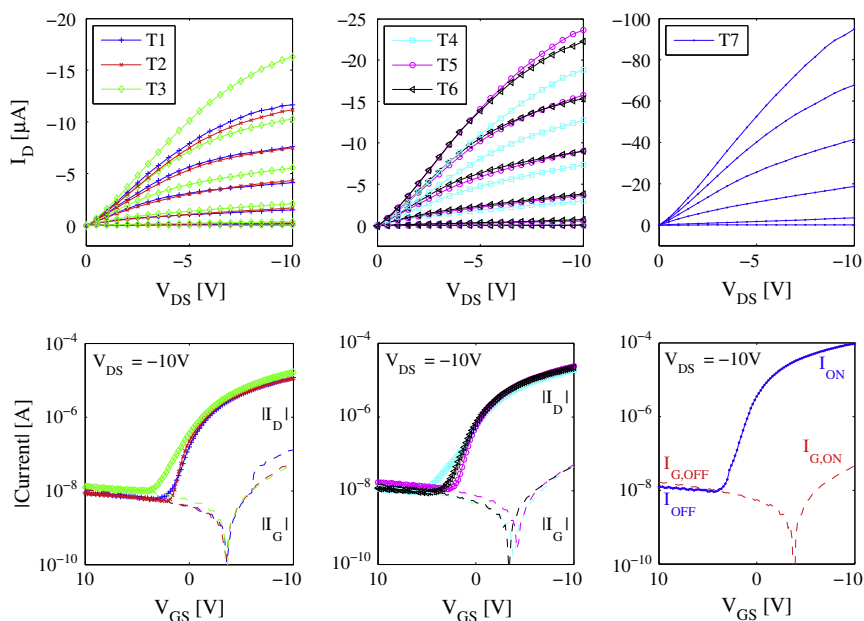 -20
-15
-10
-5
0
I_D [µA]
T1
T2
T3
0
-5
-10
V_DS [V]
-30
-25
-20
-15
-10
-5
0
T4
T5
T6
0
-5
-10
V_DS [V]
-100
-80
-60
-40
-20
0
T7
0
-5
-10
V_DS [V]
10^-4
10^-6
10^-8
10^-10
|Current| [A]
V_DS = -10V
|I_D|
|I_G|
10
0
-10
V_GS [V]
10^-4
10^-6
10^-8
10^-10
V_DS = -10V
|I_D|
|I_G|
10
0
-10
V_GS [V]
10^-4
10^-6
10^-8
10^-10
V_DS = -10V
I_ON
I_G,ON
I_G,OFF
I_OFF
10
0
-10
V_GS [V]